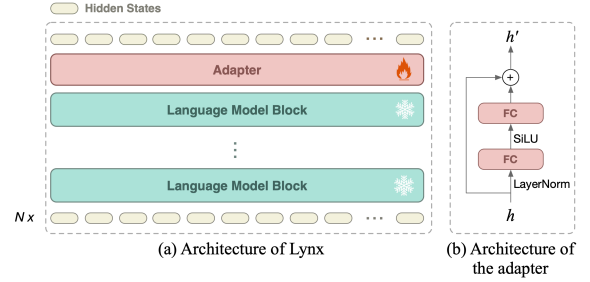 Hidden States
Adapter
Language Model Block
Language Model Block
N x
(a) Architecture of Lynx
h'
+
FC
SiLU
FC
LayerNorm
h
(b) Architecture of
the adapter